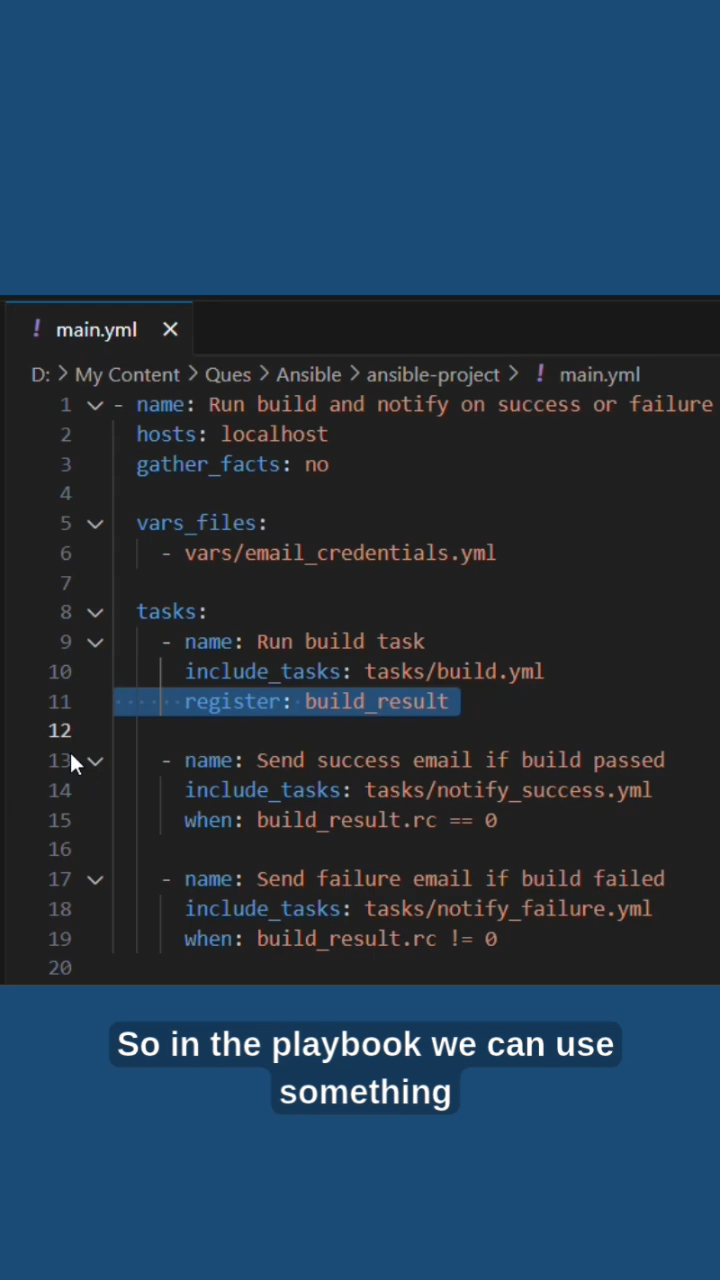 ! main.yml ×
D: > My Content > Ques > Ansible > ansible-project > ! main.yml
1 - name: Run build and notify on success or failure
2 hosts: localhost
3 gather_facts: no
4
5 vars_files:
6 - vars/email_credentials.yml
7
8 tasks:
9 - name: Run build task
10 include_tasks: tasks/build.yml
11 register: build_result
12
13 - name: Send success email if build passed
14 include_tasks: tasks/notify_success.yml
15 when: build_result.rc == 0
16
17 - name: Send failure email if build failed
18 include_tasks: tasks/notify_failure.yml
19 when: build_result.rc != 0
20
So in the playbook we can use
something